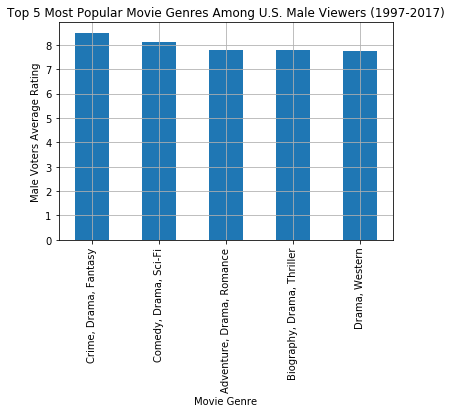 Top 5 Most Popular Movie Genres Among U.S. Male Viewers (1997-2017)
8
7
6
5
4
3
2
1
0
Male Voters Average Rating
Crime, Drama, Fantasy
Comedy, Drama, Sci-Fi
Adventure, Drama, Romance
Biography, Drama, Thriller
Drama, Western
Movie Genre